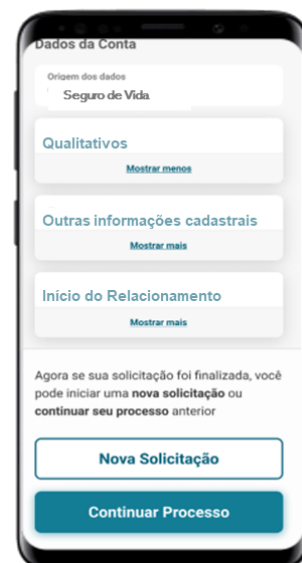 Dados da Conta
Origem dos dados
Seguro de Vida
Qualitativos
Mostrar menos
Outras informações cadastrais
Mostrar mais
Início do Relacionamento
Mostrar mais
Agora se sua solicitação foi finalizada, você
pode iniciar uma nova solicitação ou
continuar seu processo anterior
Nova Solicitação
Continuar Processo